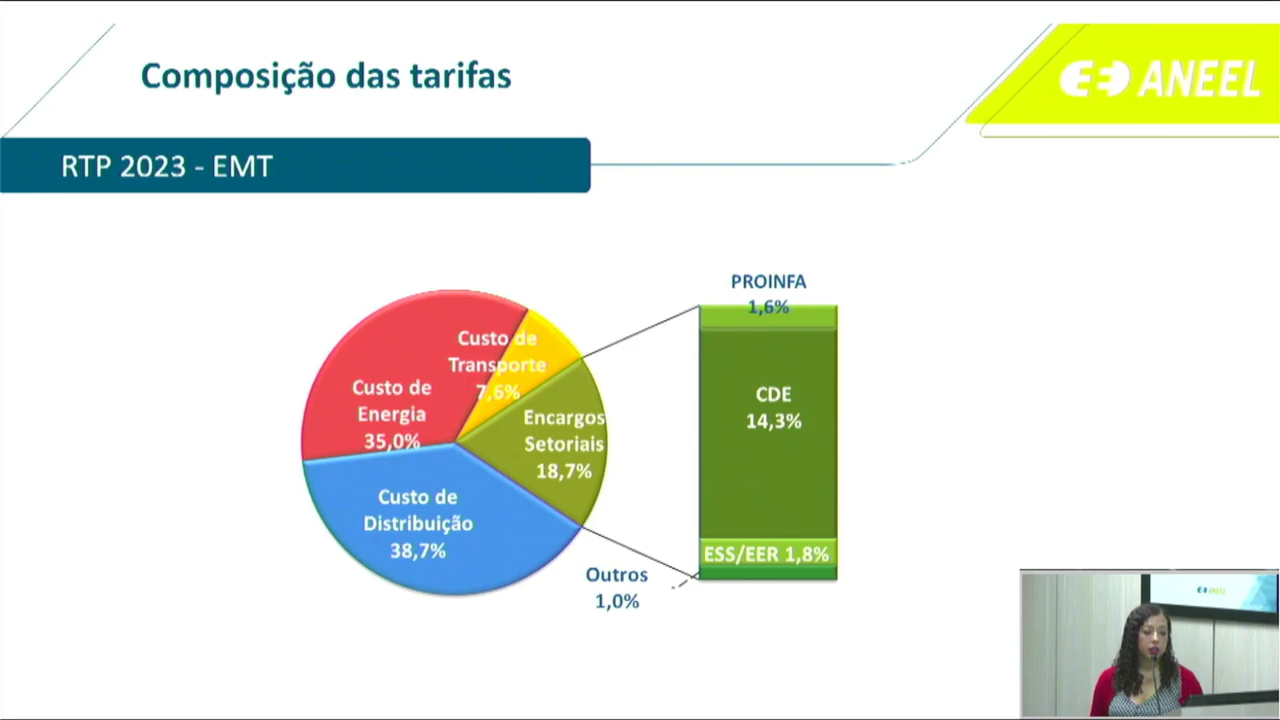 Composição das tarifas
ANEEL
RTP 2023 - EMT
PROINFA
1,6%
Custo de
Transporte
7,6%
Custo de
Energia
35,0%
Encargos
Setoriais
18,7%
CDE
14,3%
Custo de
Distribuição
38,7%
ESS/EER 1,8%
Outros
1,0%
ANEEL